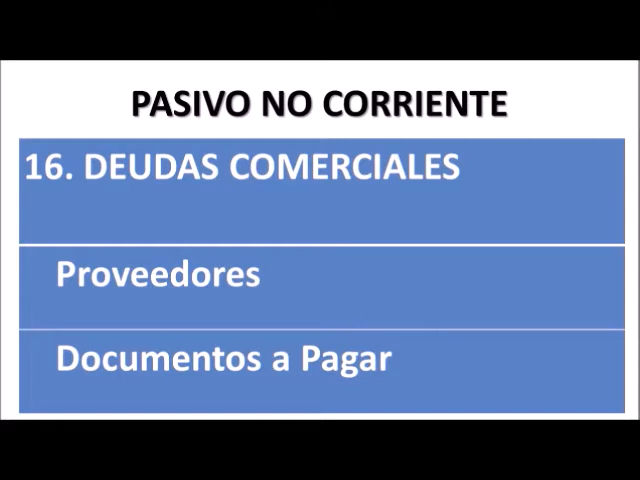 PASIVO NO CORRIENTE
16. DEUDAS COMERCIALES
Proveedores
Documentos a Pagar